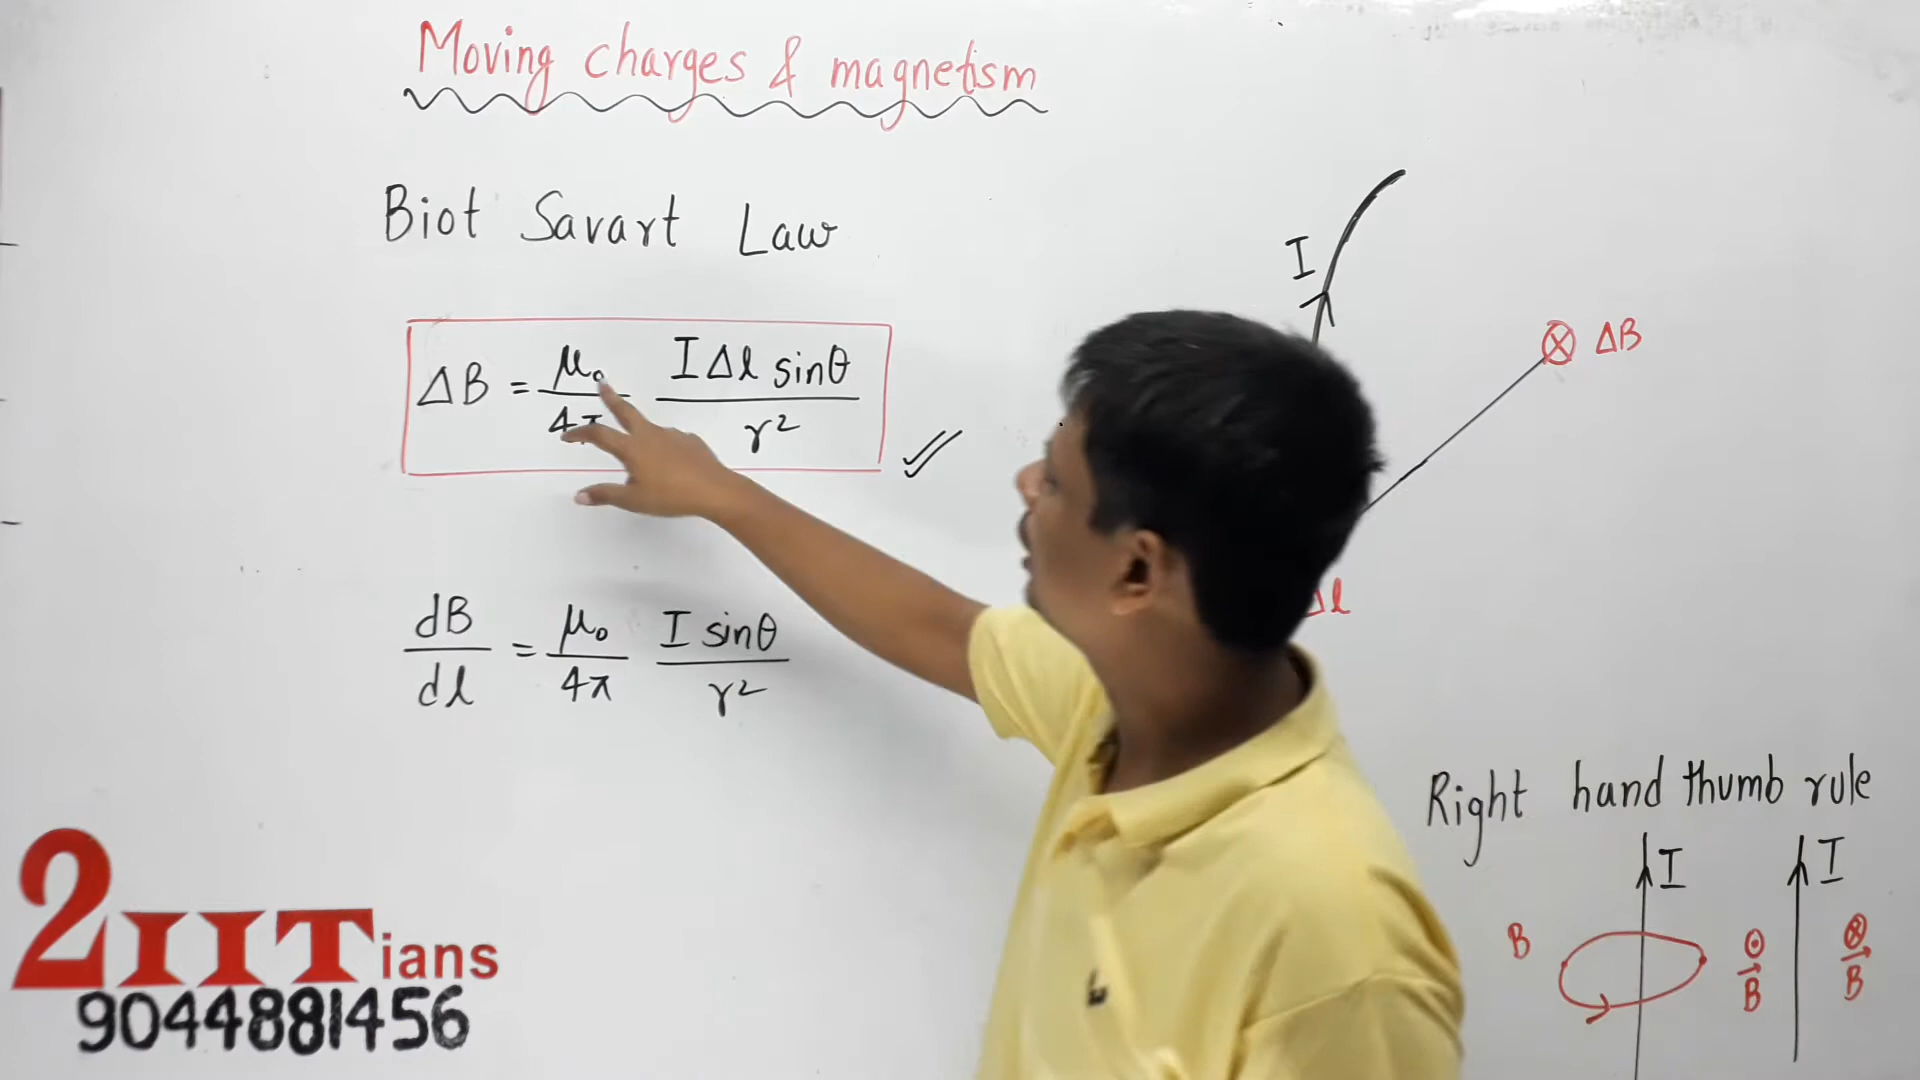 Moving charges & magnetism
Biot Savart Law
ΔB = μ₀/4π IΔl sinθ/r²
dB/dl = μ₀/4π I sinθ/r²
I
ΔB
Δl
Right hand thumb rule
I
I
B
B
B
2IITians
9044881456